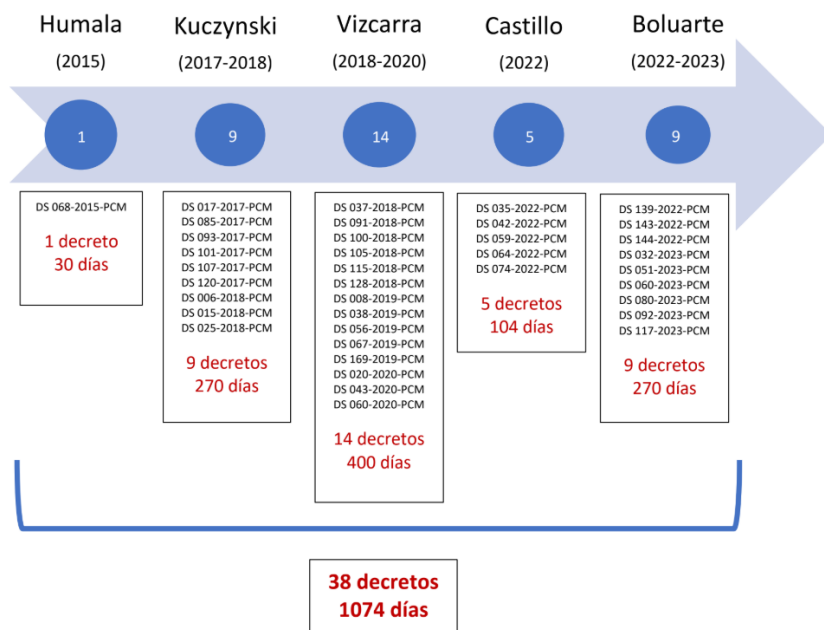 Humala
(2015)
Kuczynski
(2017-2018)
Vizcarra
(2018-2020)
Castillo
(2022)
Boluarte
(2022-2023)
1
9
14
5
9
DS 068-2015-PCM
1 decreto
30 días
DS 017-2017-PCM
DS 085-2017-PCM
DS 093-2017-PCM
DS 101-2017-PCM
DS 107-2017-PCM
DS 120-2017-PCM
DS 006-2018-PCM
DS 015-2018-PCM
DS 025-2018-PCM
9 decretos
270 días
DS 037-2018-PCM
DS 091-2018-PCM
DS 100-2018-PCM
DS 105-2018-PCM
DS 115-2018-PCM
DS 128-2018-PCM
DS 008-2019-PCM
DS 038-2019-PCM
DS 056-2019-PCM
DS 067-2019-PCM
DS 169-2019-PCM
DS 020-2020-PCM
DS 043-2020-PCM
DS 060-2020-PCM
14 decretos
400 días
DS 035-2022-PCM
DS 042-2022-PCM
DS 059-2022-PCM
DS 064-2022-PCM
DS 074-2022-PCM
5 decretos
104 días
DS 139-2022-PCM
DS 143-2022-PCM
DS 144-2022-PCM
DS 032-2023-PCM
DS 051-2023-PCM
DS 060-2023-PCM
DS 080-2023-PCM
DS 092-2023-PCM
DS 117-2023-PCM
9 decretos
270 días
38 decretos
1074 días